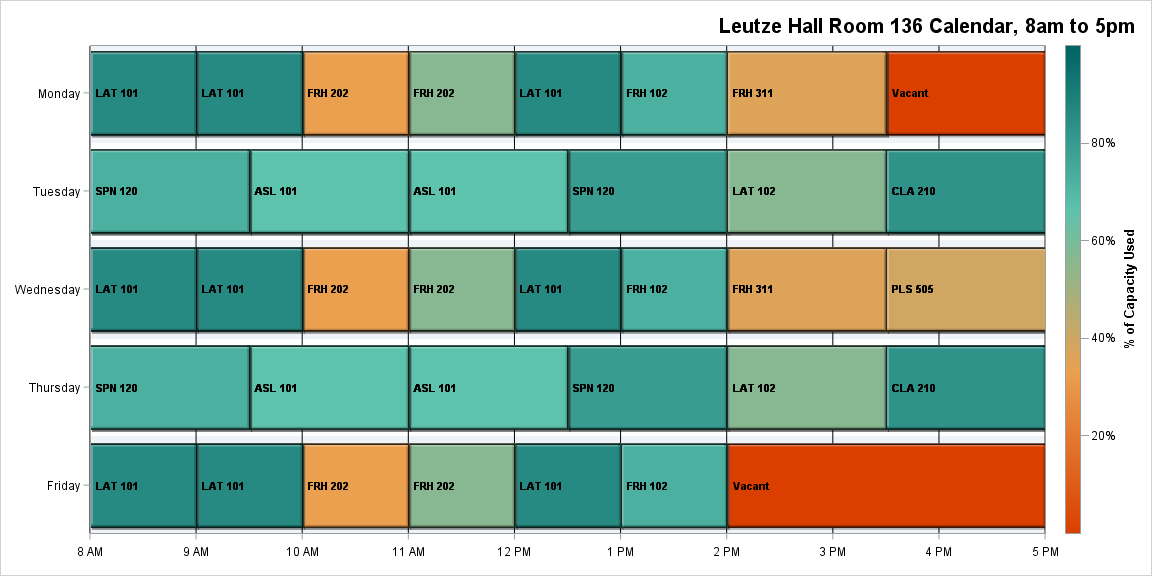 Leutze Hall Room 136 Calendar, 8am to 5pm
Monday
LAT 101
LAT 101
FRH 202
FRH 202
LAT 101
FRH 102
FRH 311
Vacant
Tuesday
SPN 120
ASL 101
ASL 101
SPN 120
LAT 102
CLA 210
Wednesday
LAT 101
LAT 101
FRH 202
FRH 202
LAT 101
FRH 102
FRH 311
PLS 505
Thursday
SPN 120
ASL 101
ASL 101
SPN 120
LAT 102
CLA 210
Friday
LAT 101
LAT 101
FRH 202
FRH 202
LAT 101
FRH 102
Vacant
8 AM
9 AM
10 AM
11 AM
12 PM
1 PM
2 PM
3 PM
4 PM
5 PM
80%
60%
40%
20%
% of Capacity Used